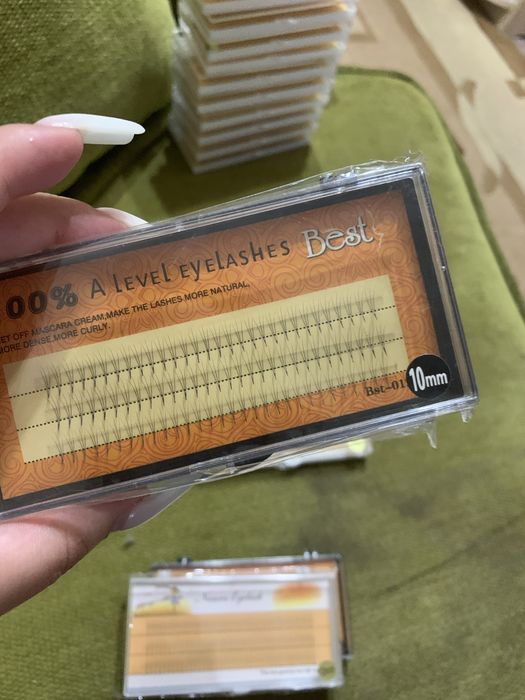 00% A LEVEL EYELASHES Best
ET OFF MASCARA CREAM,MAKE THE LASHES MORE NATURAL,
MORE DENSE,MORE CURLY.
Bst-01
10mm